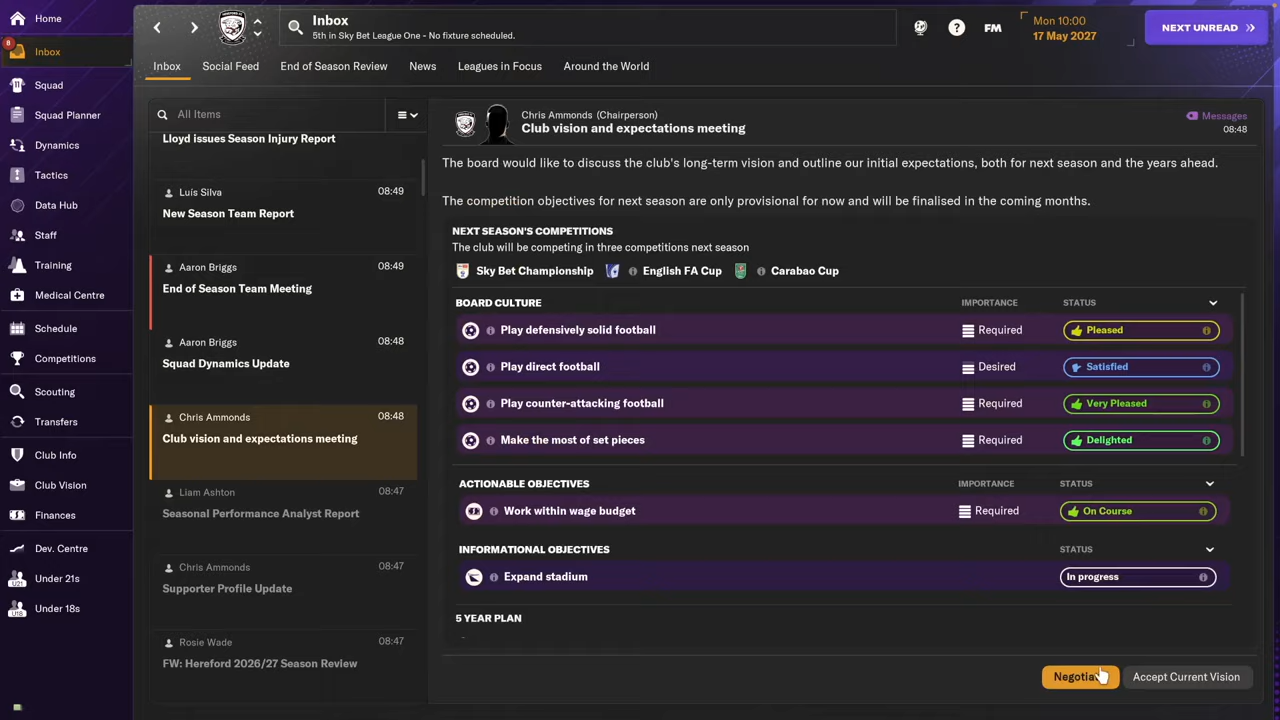 Home
8
Inbox
Squad
Squad Planner
Dynamics
Tactics
Data Hub
Staff
Training
Medical Centre
Schedule
Competitions
Scouting
Transfers
Club Info
Club Vision
Finances
Dev. Centre
U21
Under 21s
U18
Under 18s
Inbox
5th in Sky Bet League One - No fixture scheduled.
FM
Mon 10:00
17 May 2027
NEXT UNREAD
Inbox
Social Feed
End of Season Review
News
Leagues in Focus
Around the World
All Items
Lloyd issues Season Injury Report
Luís Silva
08:49
New Season Team Report
Aaron Briggs
08:49
End of Season Team Meeting
Aaron Briggs
08:48
Squad Dynamics Update
Chris Ammonds
08:48
Club vision and expectations meeting
Liam Ashton
08:47
Seasonal Performance Analyst Report
Chris Ammonds
08:47
Supporter Profile Update
Rosie Wade
08:47
FW: Hereford 2026/27 Season Review
Chris Ammonds (Chairperson)
Club vision and expectations meeting
Messages
08:48
The board would like to discuss the club's long-term vision and outline our initial expectations, both for next season and the years ahead.
The competition objectives for next season are only provisional for now and will be finalised in the coming months.
NEXT SEASON'S COMPETITIONS
The club will be competing in three competitions next season
Sky Bet Championship
English FA Cup
Carabao Cup
BOARD CULTURE
IMPORTANCE
STATUS
Play defensively solid football
Required
Pleased
Play direct football
Desired
Satisfied
Play counter-attacking football
Required
Very Pleased
Make the most of set pieces
Required
Delighted
ACTIONABLE OBJECTIVES
IMPORTANCE
STATUS
Work within wage budget
Required
On Course
INFORMATIONAL OBJECTIVES
STATUS
Expand stadium
In progress
5 YEAR PLAN
Accept Current Vision